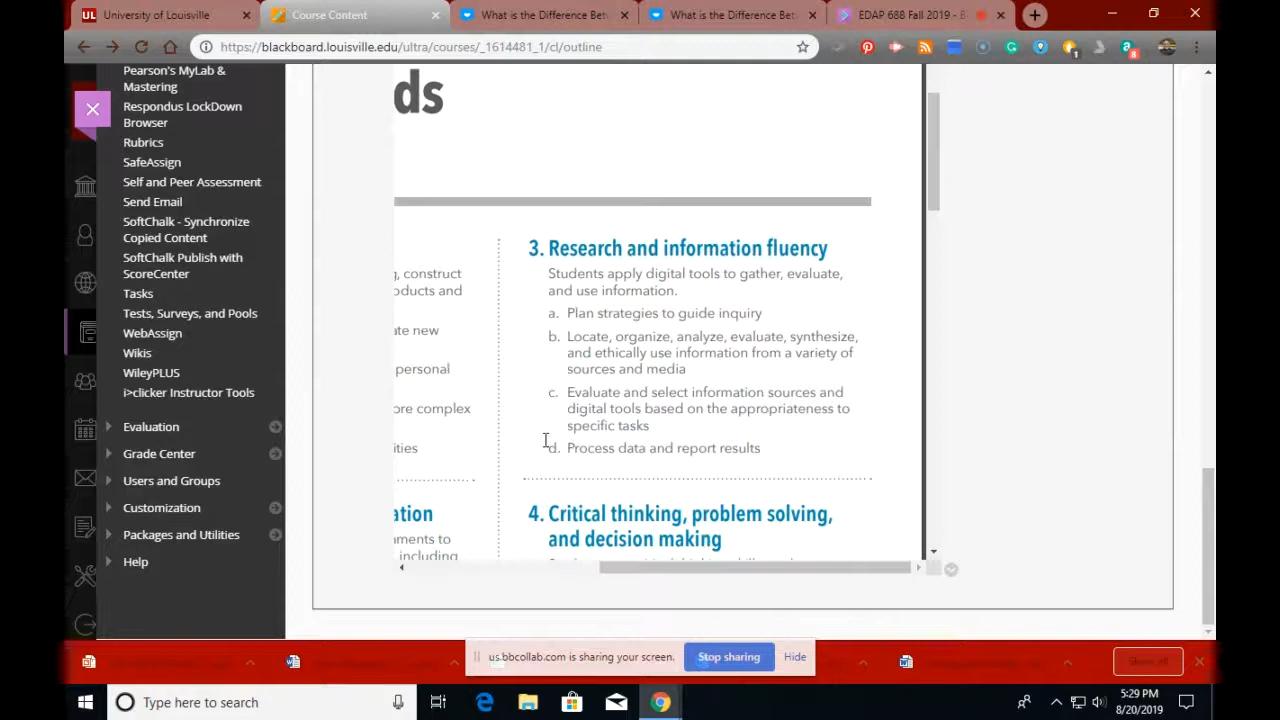 University of Louisville
Course Content
What is the Difference Bet
What is the Difference Bet
EDAP 688 Fall 2019 - B
https://blackboard.louisville.edu/ultra/courses/_1614481_1/cl/outline
Pearson's MyLab &
Mastering
Respondus LockDown
Browser
Rubrics
SafeAssign
Self and Peer Assessment
Send Email
SoftChalk - Synchronize
Copied Content
SoftChalk Publish with
ScoreCenter
Tasks
Tests, Surveys, and Pools
WebAssign
Wikis
WileyPLUS
i>clicker Instructor Tools
Evaluation
Grade Center
Users and Groups
Customization
Packages and Utilities
Help
ds
g, construct
oducts and
ate new
personal
ore complex
ities
ation
nments to
including
3. Research and information fluency
Students apply digital tools to gather, evaluate,
and use information.
a. Plan strategies to guide inquiry
b. Locate, organize, analyze, evaluate, synthesize,
and ethically use information from a variety of
sources and media
c. Evaluate and select information sources and
digital tools based on the appropriateness to
specific tasks
d. Process data and report results
4. Critical thinking, problem solving,
and decision making
us.bbcollab.com is sharing your screen.
Stop sharing
Hide
Show all
Type here to search
5:29 PM
8/20/2019